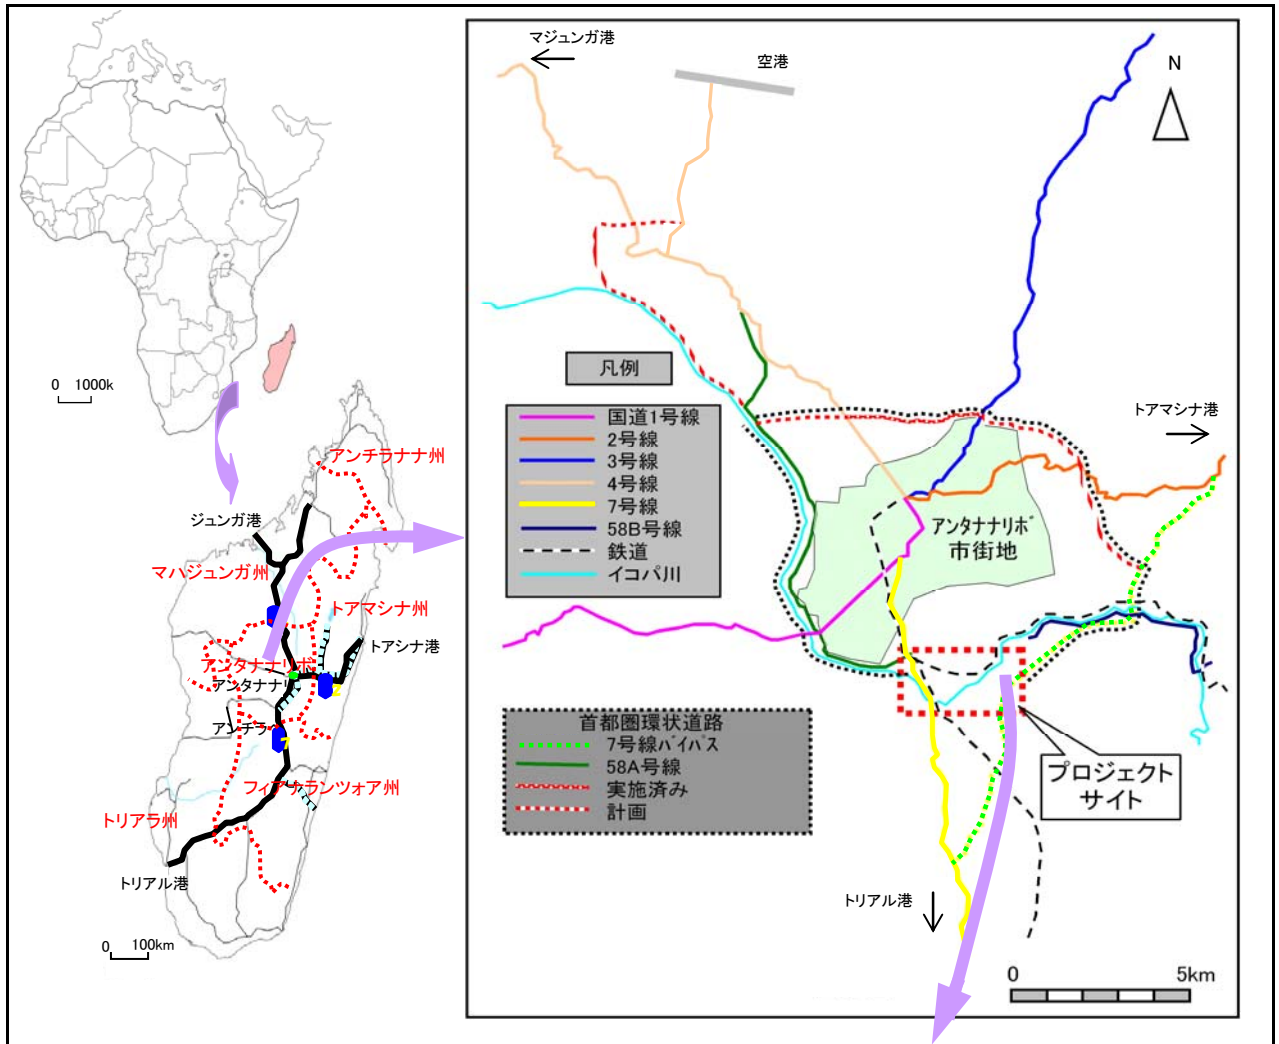 0 1000k
アンチラナナ州
ジュンガ港
マハジュンガ州
トアマシナ州
トアシナ港
アンタナナリボ
アンタナナリ
2
アンチラ
7
フィアナランツォア州
トリアラ州
トリアル港
0 100km
マジュンガ港
空港
N
凡例
国道1号線
2号線
3号線
4号線
7号線
58B号線
鉄道
イコパ川
トアマシナ港
アンタナナリボ
市街地
首都圏環状道路
7号線バイパス
58A号線
実施済み
計画
プロジェクト
サイト
トリアル港
0 5km